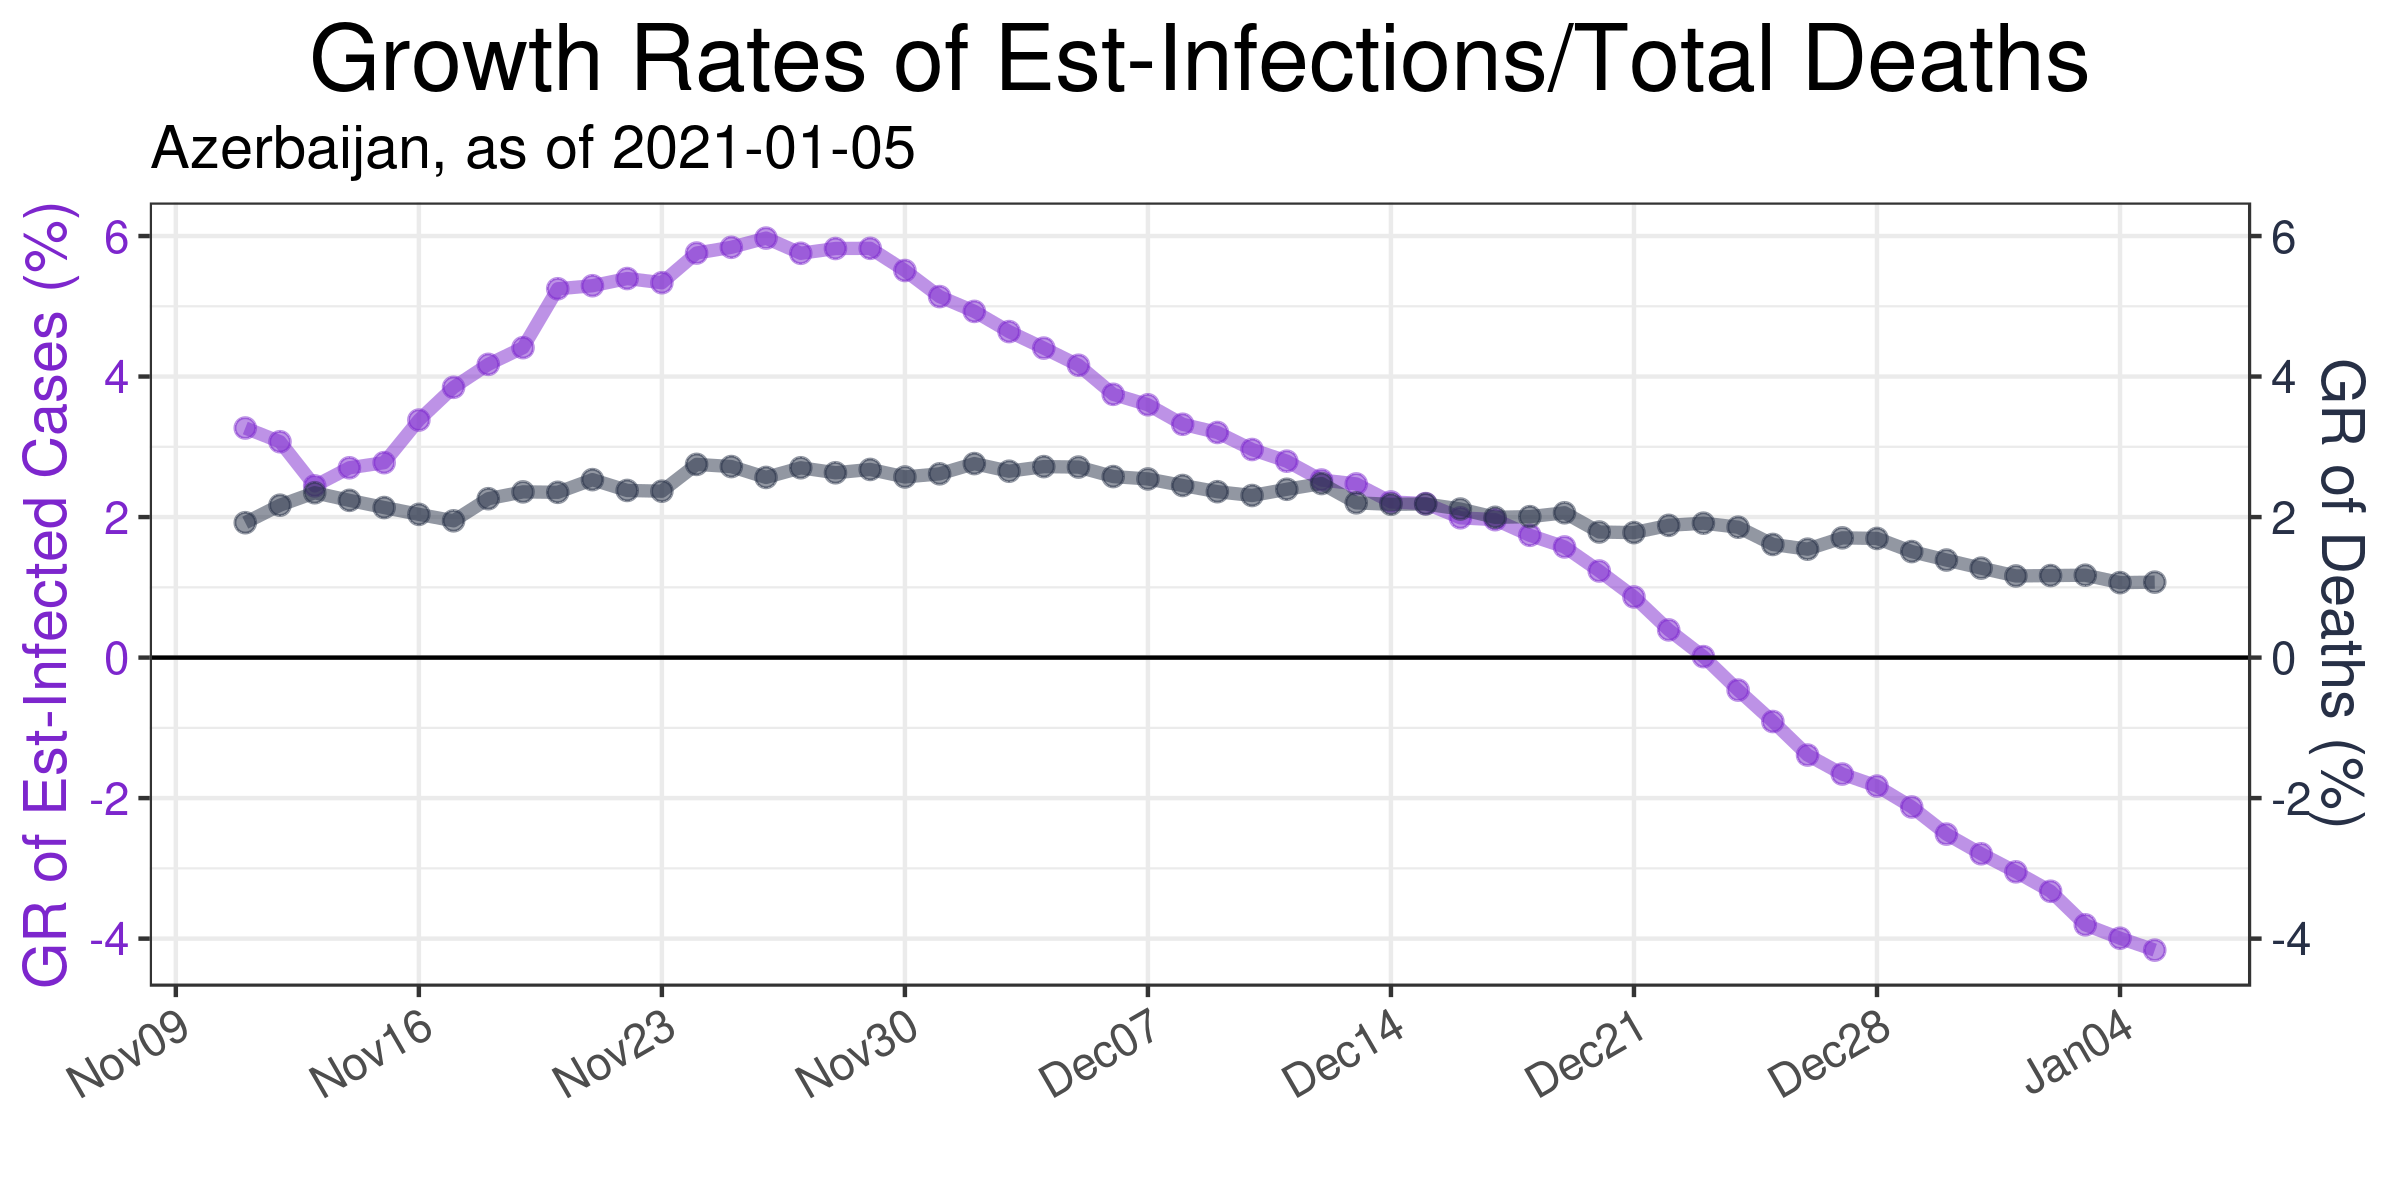 Growth Rates of Est-Infections/Total Deaths
Azerbaijan, as of 2021-01-05
GR of Est-Infected Cases (%)
6
4
2
0
-2
-4
6
4
2
0
-2
-4
GR of Deaths (%)
Nov09
Nov16
Nov23
Nov30
Dec07
Dec14
Dec21
Dec28
Jan04